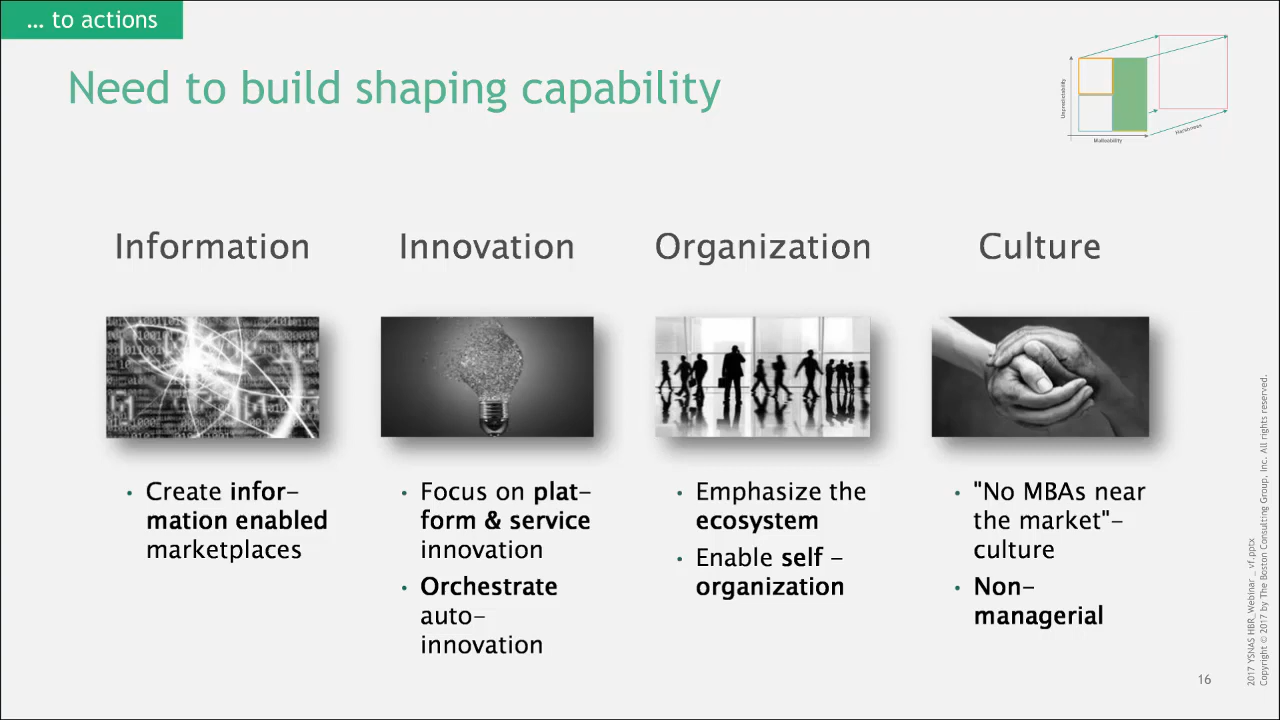 … to actions
Need to build shaping capability
Unpredictability
Malleability
Harshness
Information
Innovation
Organization
Culture
• Create infor–
mation enabled
marketplaces
• Focus on plat–
form & service
innovation
• Orchestrate
auto–
innovation
• Emphasize the
ecosystem
• Enable self –
organization
• "No MBAs near
the market"–
culture
• Non–
managerial
2017 YSNAS HBR_Webinar _ vf.pptx
Copyright © 2017 by The Boston Consulting Group, Inc. All rights reserved.
16